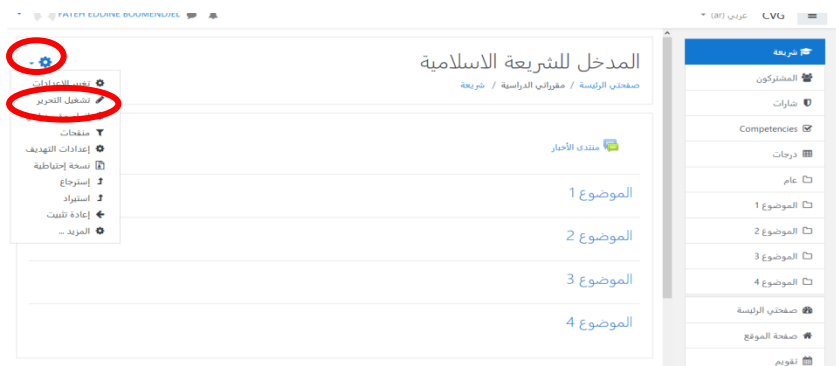 CVG عربي (ar) FATEH EDDINE BOUMENDJEL
المدخل للشريعة الاسلامية
صفحتي الرئيسة / مقرراتي الدراسية / شريعة
تغيير الإعدادات
تشغيل التحرير
منقحات
إعدادات التهديف
نسخة إحتياطية
إسترجاع
استيراد
إعادة تثبيت
المزيد ...
منتدى الأخبار
الموضوع 1
الموضوع 2
الموضوع 3
الموضوع 4
شريعة
المشتركون
شارات
Competencies
درجات
عام
الموضوع 1
الموضوع 2
الموضوع 3
الموضوع 4
صفحتي الرئيسة
صفحة الموقع
تقويم